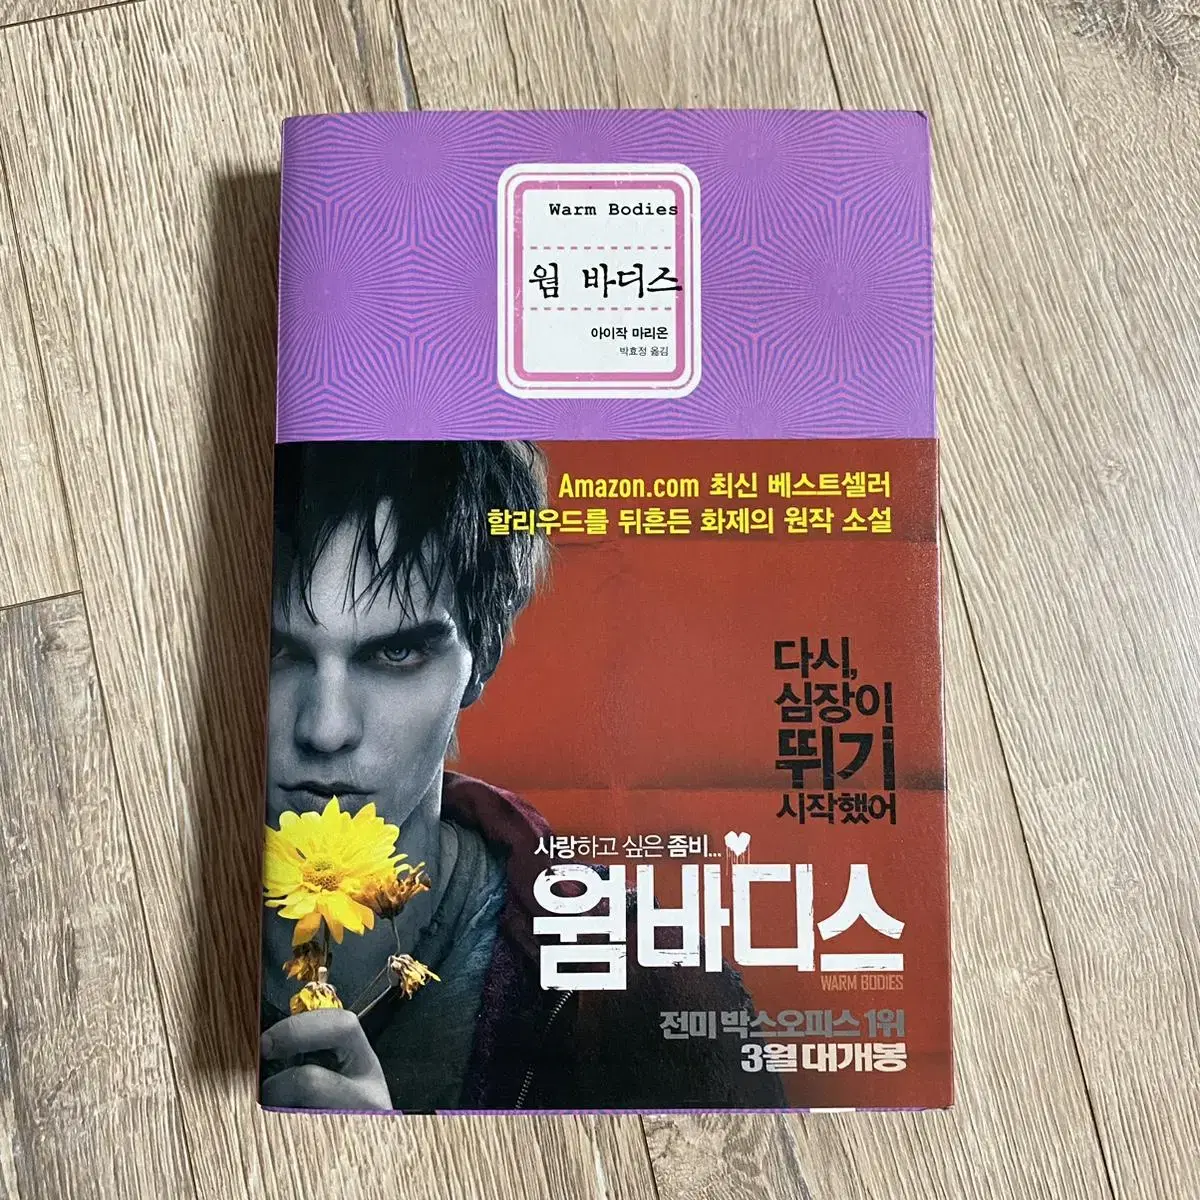 Warm Bodies
웜 바디스
아이작 마리온
박효정 옮김
Amazon.com 최신 베스트셀러
할리우드를 뒤흔든 화제의 원작 소설
다시,
심장이
뛰기
시작했어
사랑하고 싶은 좀비...
웜바디스
WARM BODIES
전미 박스오피스 1위
3월 대개봉